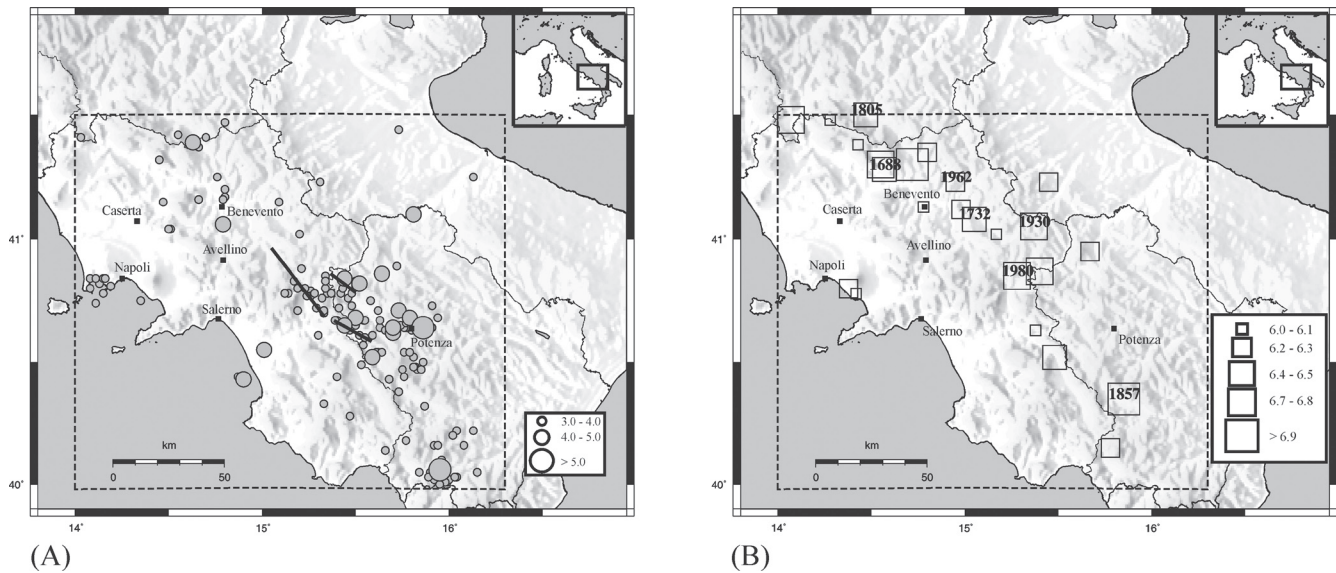 Caserta
Benevento
Avellino
Napoli
Salerno
Potenza
km
0 50
3.0 - 4.0
4.0 - 5.0
> 5.0
41°
40°
14° 15° 16°
(A)
1805
1688
1962
Benevento
Caserta
1732
1930
Avellino
1980
Napoli
Salerno
Potenza
1857
km
0 50
6.0 - 6.1
6.2 - 6.3
6.4 - 6.5
6.7 - 6.8
> 6.9
41°
40°
14° 15° 16°
(B)